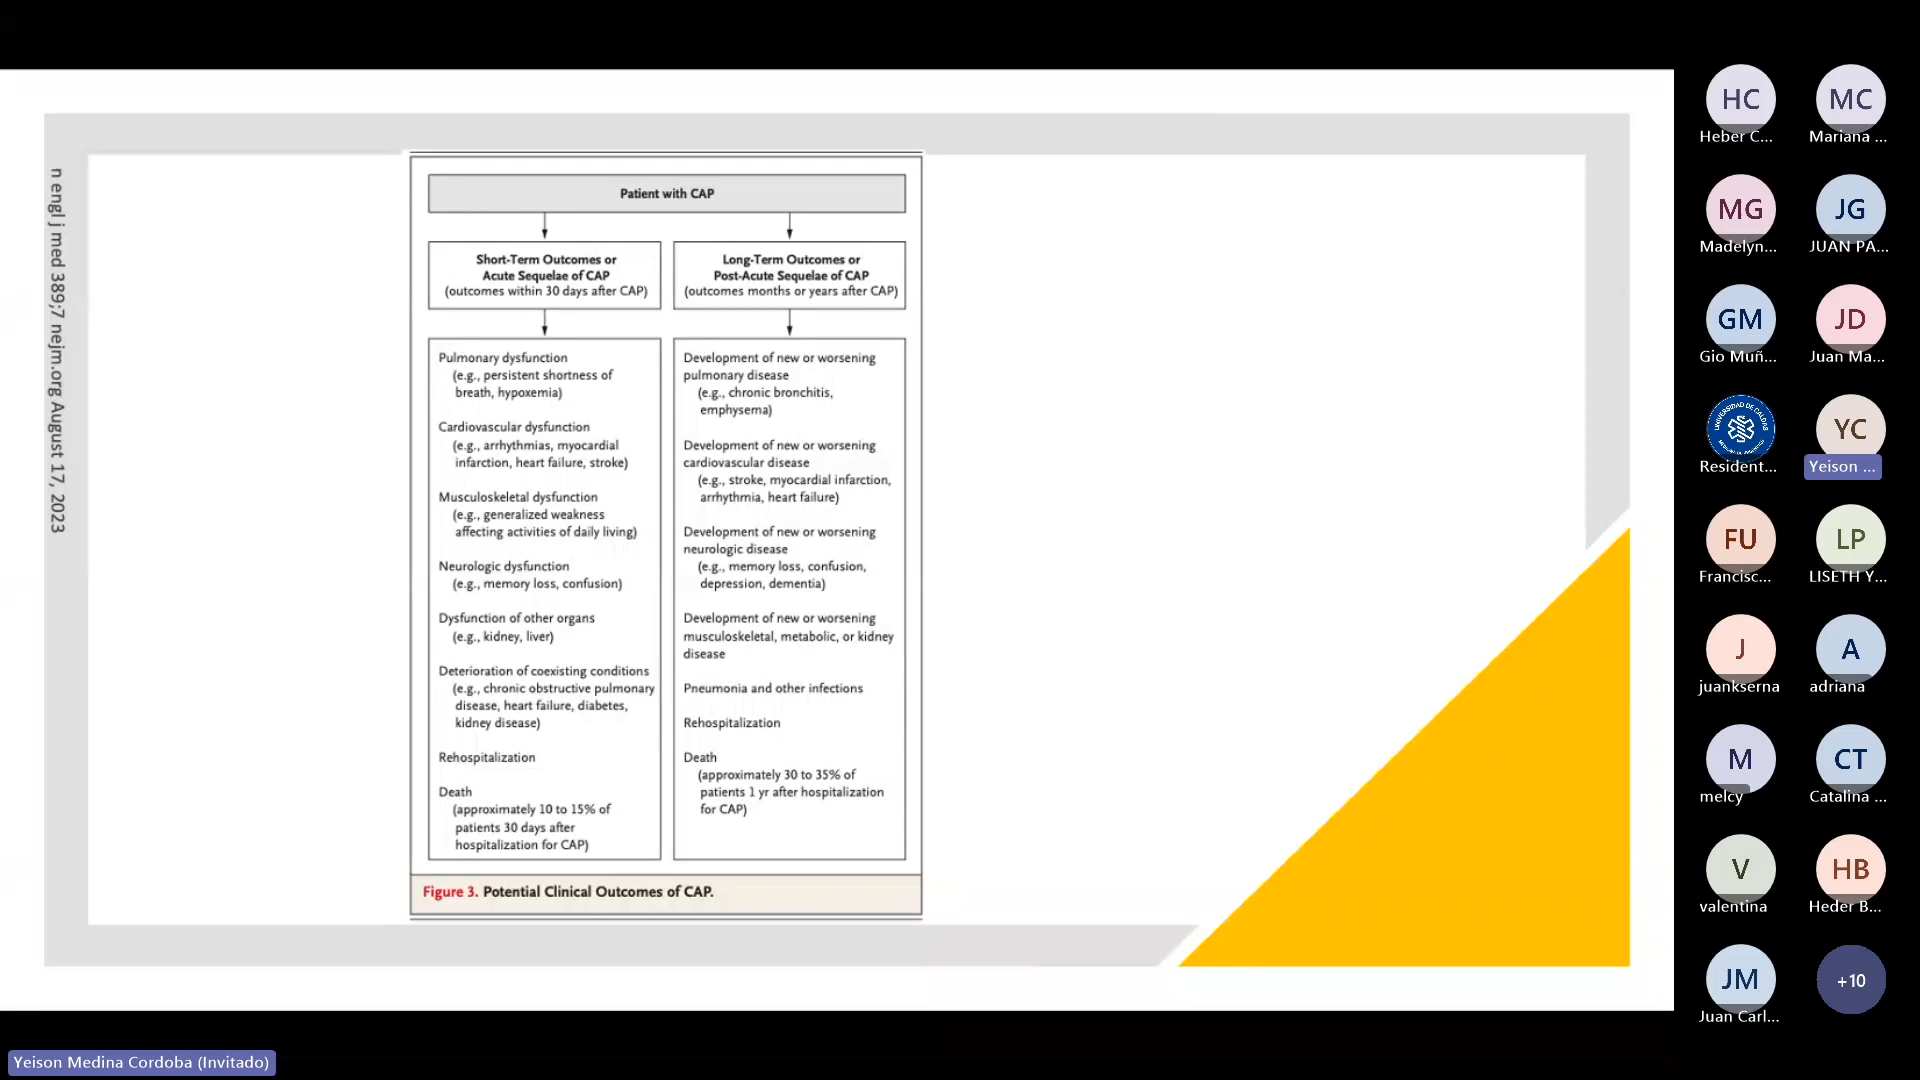 n engl j med 389;7 nejm.org August 17, 2023
Patient with CAP
Short-Term Outcomes or
Acute Sequelae of CAP
(outcomes within 30 days after CAP)
Pulmonary dysfunction
(e.g., persistent shortness of
breath, hypoxemia)
Cardiovascular dysfunction
(e.g., arrhythmias, myocardial
infarction, heart failure, stroke)
Musculoskeletal dysfunction
(e.g., generalized weakness
affecting activities of daily living)
Neurologic dysfunction
(e.g., memory loss, confusion)
Dysfunction of other organs
(e.g., kidney, liver)
Deterioration of coexisting conditions
(e.g., chronic obstructive pulmonary
disease, heart failure, diabetes,
kidney disease)
Rehospitalization
Death
(approximately 10 to 15% of
patients 30 days after
hospitalization for CAP)
Long-Term Outcomes or
Post-Acute Sequelae of CAP
(outcomes months or years after CAP)
Development of new or worsening
pulmonary disease
(e.g., chronic bronchitis,
emphysema)
Development of new or worsening
cardiovascular disease
(e.g., stroke, myocardial infarction,
arrhythmia, heart failure)
Development of new or worsening
neurologic disease
(e.g., memory loss, confusion,
depression, dementia)
Development of new or worsening
musculoskeletal, metabolic, or kidney
disease
Pneumonia and other infections
Rehospitalization
Death
(approximately 30 to 35% of
patients 1 yr after hospitalization
for CAP)
Figure 3. Potential Clinical Outcomes of CAP.
HC
Heber C...
MC
Mariana ...
MG
Madelyn...
JG
JUAN PA...
GM
Gio Muñ...
JD
Juan Ma...
UNIVERSIDAD DE CALDAS
Resident...
YC
Yeison ...
FU
Francisc...
LP
LISETH Y...
J
juankserna
A
adriana
M
melcy
CT
Catalina ...
V
valentina
HB
Heder B...
JM
Juan Carl...
+10
Yeison Medina Cordoba (Invitado)